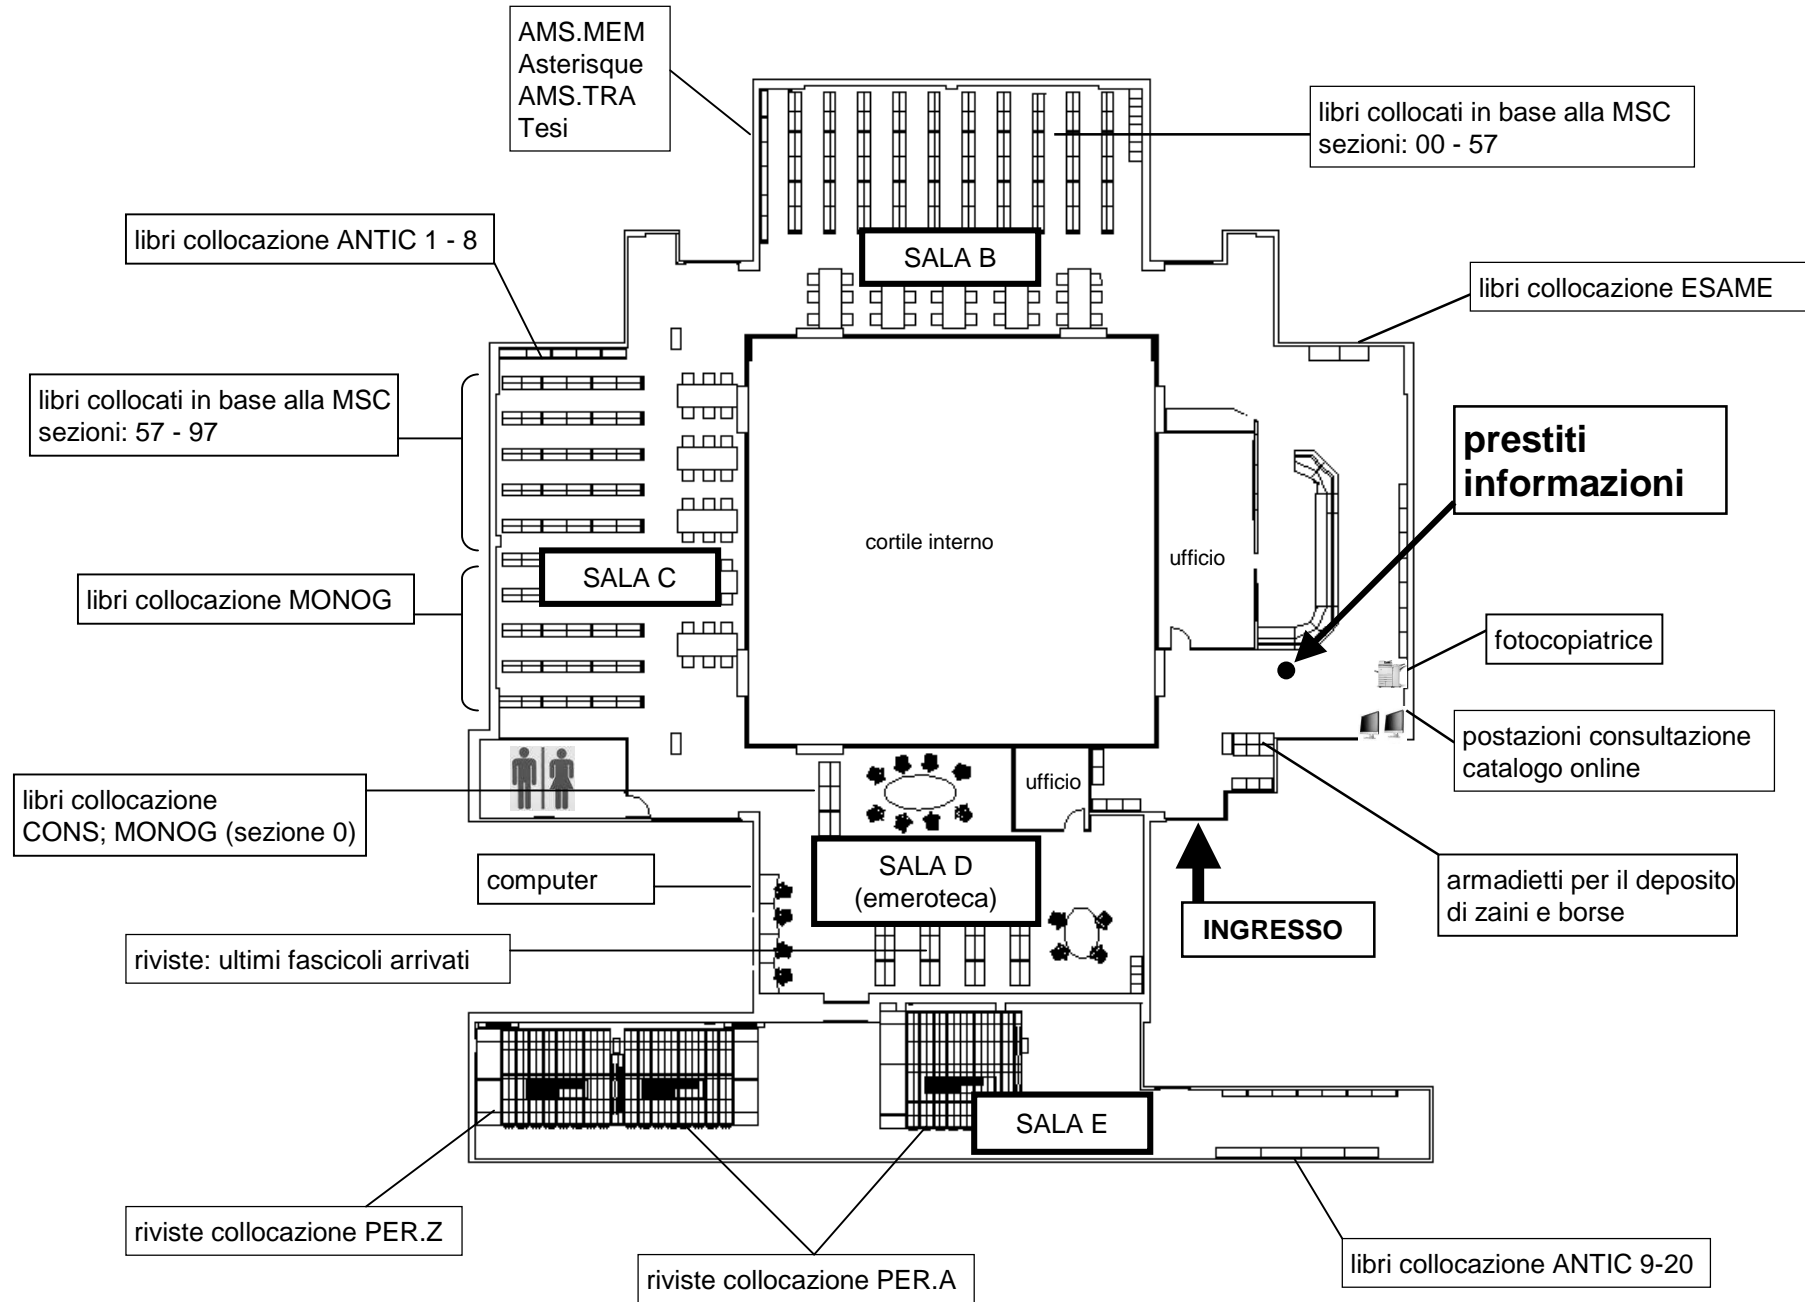 AMS.MEM
Asterisque
AMS.TRA
Tesi
libri collocati in base alla MSC
sezioni: 00 - 57
libri collocazione ANTIC 1 - 8
SALA B
libri collocazione ESAME
libri collocati in base alla MSC
sezioni: 57 - 97
prestiti
informazioni
cortile interno
ufficio
SALA C
libri collocazione MONOG
fotocopiatrice
postazioni consultazione
catalogo online
ufficio
libri collocazione
CONS; MONOG (sezione 0)
SALA D
(emeroteca)
computer
armadietti per il deposito
di zaini e borse
INGRESSO
riviste: ultimi fascicoli arrivati
SALA E
riviste collocazione PER.Z
riviste collocazione PER.A
libri collocazione ANTIC 9-20